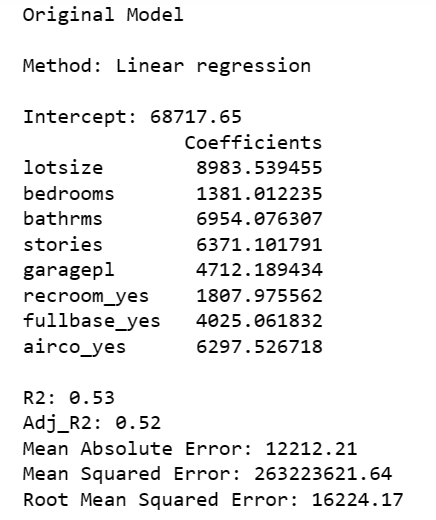 Original Model
Method: Linear regression
Intercept: 68717.65
Coefficients
lotsize 8983.539455
bedrooms 1381.012235
bathrms 6954.076307
stories 6371.101791
garagepl 4712.189434
recroom_yes 1807.975562
fullbase_yes 4025.061832
airco_yes 6297.526718
R2: 0.53
Adj_R2: 0.52
Mean Absolute Error: 12212.21
Mean Squared Error: 263223621.64
Root Mean Squared Error: 16224.17